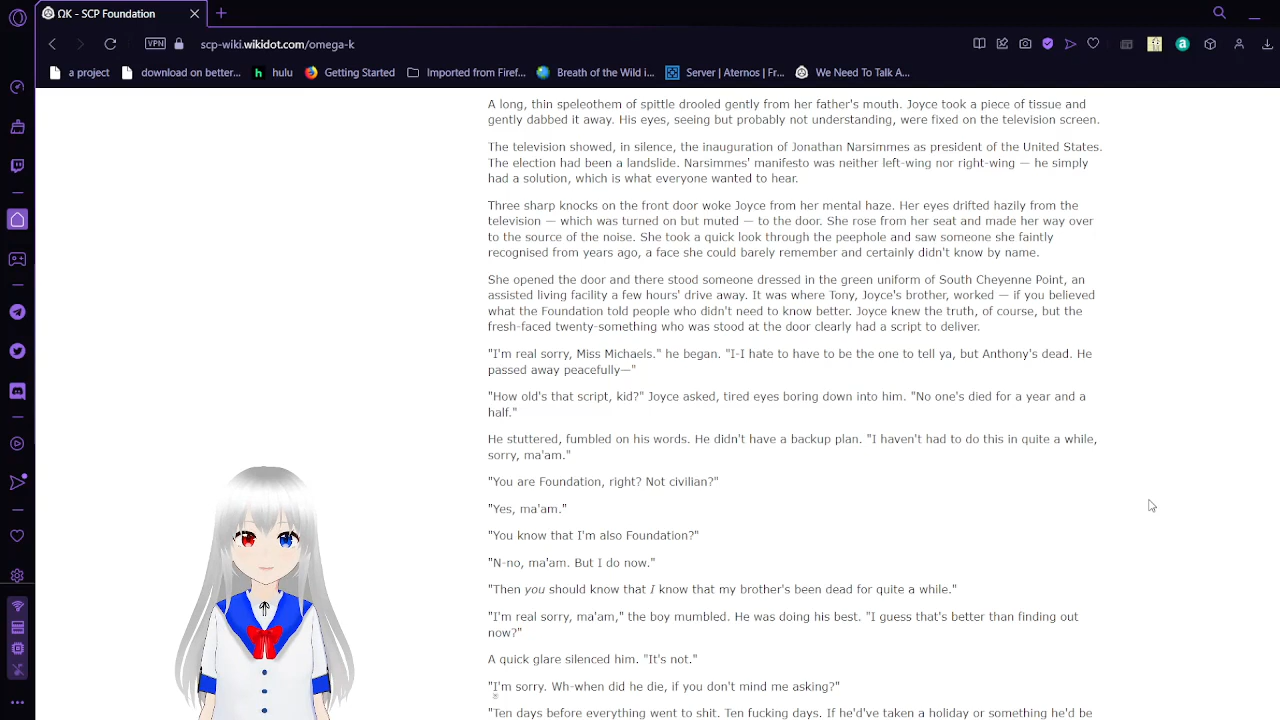 ΩK - SCP Foundation
VPN
scp-wiki.wikidot.com/omega-k
a project
download on better...
hulu
Getting Started
Imported from Firef...
Breath of the Wild i...
Server | Aternos | Fr...
We Need To Talk A...
A long, thin speleothem of spittle drooled gently from her father's mouth. Joyce took a piece of tissue and
gently dabbed it away. His eyes, seeing but probably not understanding, were fixed on the television screen.
The television showed, in silence, the inauguration of Jonathan Narsimmes as president of the United States.
The election had been a landslide. Narsimmes' manifesto was neither left-wing nor right-wing — he simply
had a solution, which is what everyone wanted to hear.
Three sharp knocks on the front door woke Joyce from her mental haze. Her eyes drifted hazily from the
television — which was turned on but muted — to the door. She rose from her seat and made her way over
to the source of the noise. She took a quick look through the peephole and saw someone she faintly
recognised from years ago, a face she could barely remember and certainly didn't know by name.
She opened the door and there stood someone dressed in the green uniform of South Cheyenne Point, an
assisted living facility a few hours' drive away. It was where Tony, Joyce's brother, worked — if you believed
what the Foundation told people who didn't need to know better. Joyce knew the truth, of course, but the
fresh-faced twenty-something who was stood at the door clearly had a script to deliver.
"I'm real sorry, Miss Michaels." he began. "I-I hate to have to be the one to tell ya, but Anthony's dead. He
passed away peacefully—"
"How old's that script, kid?" Joyce asked, tired eyes boring down into him. "No one's died for a year and a
half."
He stuttered, fumbled on his words. He didn't have a backup plan. "I haven't had to do this in quite a while,
sorry, ma'am."
"You are Foundation, right? Not civilian?"
"Yes, ma'am."
"You know that I'm also Foundation?"
"N-no, ma'am. But I do now."
"Then you should know that I know that my brother's been dead for quite a while."
"I'm real sorry, ma'am," the boy mumbled. He was doing his best. "I guess that's better than finding out
now?"
A quick glare silenced him. "It's not."
"I'm sorry. Wh-when did he die, if you don't mind me asking?"
"Ten days before everything went to shit. Ten fucking days. If he'd've taken a holiday or something he'd be